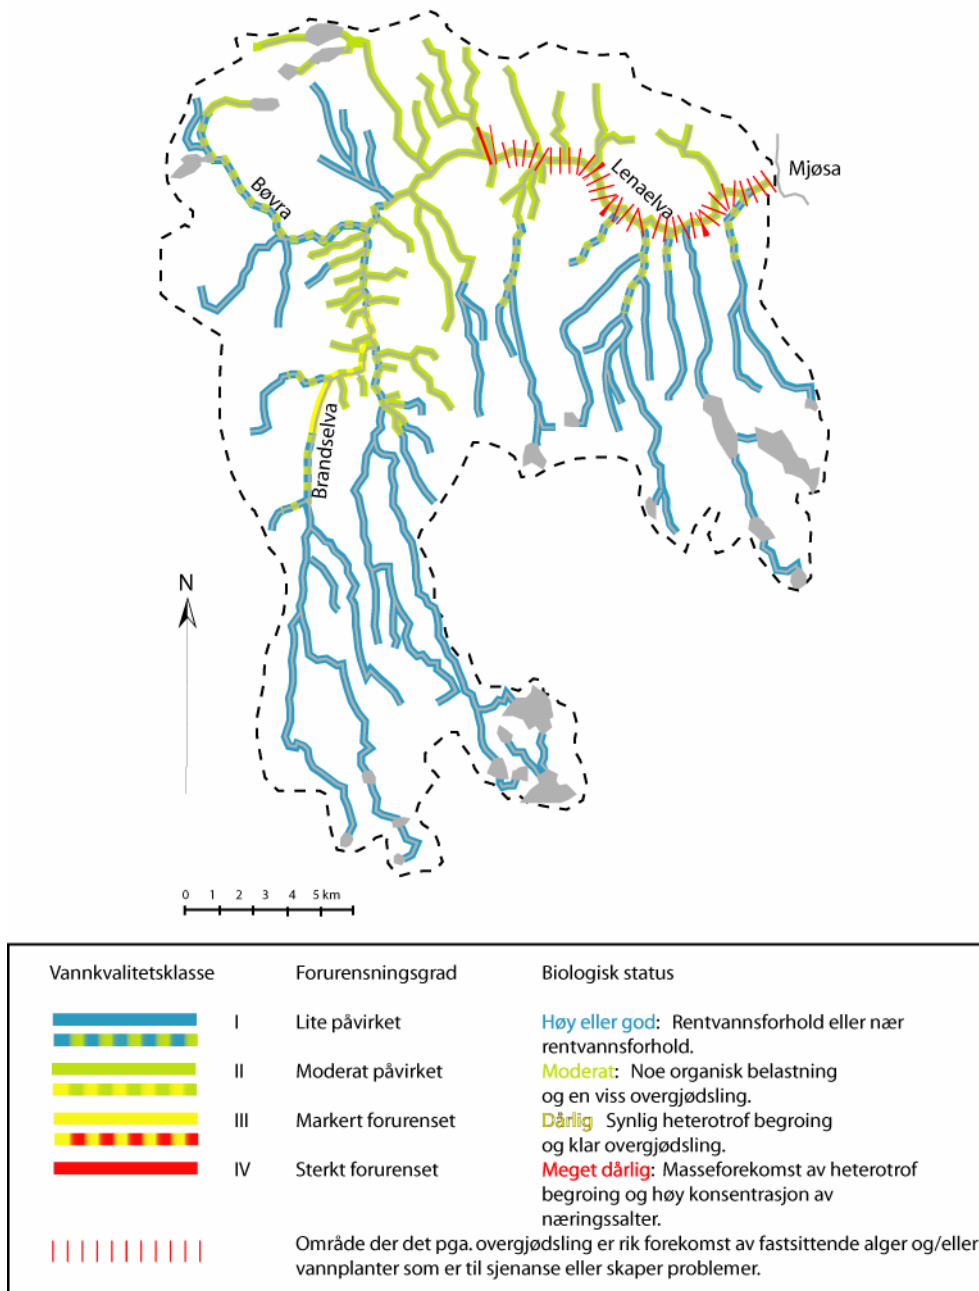 Mjøsa
Lenaelva
Bøvra
Brandselva
N
0 1 2 3 4 5 km
Vannkvalitetsklasse Forurensningsgrad Biologisk status
I Lite påvirket Høy eller god: Rentvannsforhold eller nær
rentvannsforhold.
II Moderat påvirket Moderat: Noe organisk belastning
og en viss overgjødsling.
III Markert forurenset Dårlig Synlig heterotrof begroing
og klar overgjødsling.
IV Sterkt forurenset Meget dårlig: Masseforekomst av heterotrof
begroing og høy konsentrasjon av
næringssalter.
Område der det pga. overgjødsling er rik forekomst av fastsittende alger og/eller
vannplanter som er til sjenanse eller skaper problemer.